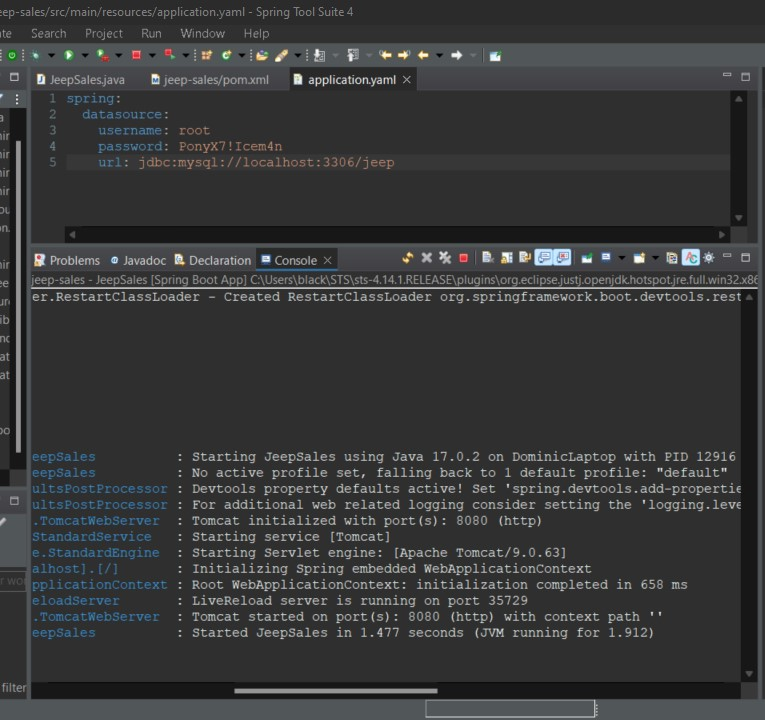 eep-sales/src/main/resources/application.yaml - Spring Tool Suite 4
ate Search Project Run Window Help
JeepSales.java jeep-sales/pom.xml application.yaml
1 spring:
2 datasource:
3 username: root
4 password: PonyX7!Icem4n
5 url: jdbc:mysql://localhost:3306/jeep
Problems Javadoc Declaration Console
jeep-sales - JeepSales [Spring Boot App] C:\Users\black\STS\sts-4.14.1.RELEASE\plugins\org.eclipse.justj.openjdk.hotspot.jre.full.win32.x86
er.RestartClassLoader - Created RestartClassLoader org.springframework.boot.devtools.rest
eepSales : Starting JeepSales using Java 17.0.2 on DominicLaptop with PID 12916
eepSales : No active profile set, falling back to 1 default profile: "default"
ultsPostProcessor : Devtools property defaults active! Set 'spring.devtools.add-propertie
ultsPostProcessor : For additional web related logging consider setting the 'logging.leve
.TomcatWebServer : Tomcat initialized with port(s): 8080 (http)
StandardService : Starting service [Tomcat]
e.StandardEngine : Starting Servlet engine: [Apache Tomcat/9.0.63]
alhost].[/] : Initializing Spring embedded WebApplicationContext
pplicationContext : Root WebApplicationContext: initialization completed in 658 ms
eloadServer : LiveReload server is running on port 35729
.TomcatWebServer : Tomcat started on port(s): 8080 (http) with context path ''
eepSales : Started JeepSales in 1.477 seconds (JVM running for 1.912)
filter